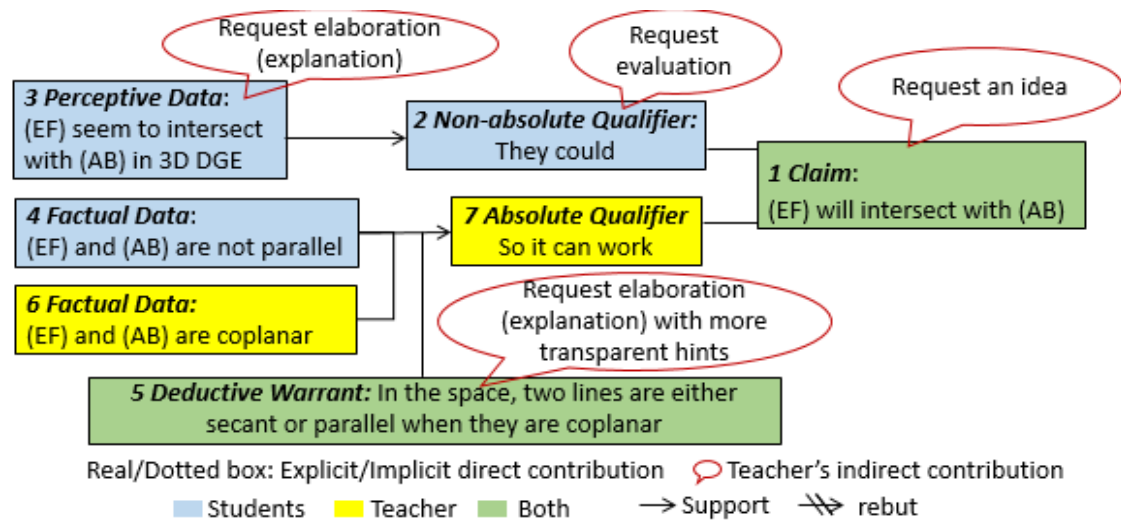 Request elaboration
(explanation)
Request
evaluation
Request an idea
3 Perceptive Data:
(EF) seem to intersect
with (AB) in 3D DGE
2 Non-absolute Qualifier:
They could
1 Claim:
(EF) will intersect with (AB)
4 Factual Data:
(EF) and (AB) are not parallel
7 Absolute Qualifier
So it can work
6 Factual Data:
(EF) and (AB) are coplanar
Request elaboration
(explanation) with more
transparent hints
5 Deductive Warrant: In the space, two lines are either
secant or parallel when they are coplanar
Real/Dotted box: Explicit/Implicit direct contribution
Teacher's indirect contribution
Students
Teacher
Both
Support
rebut